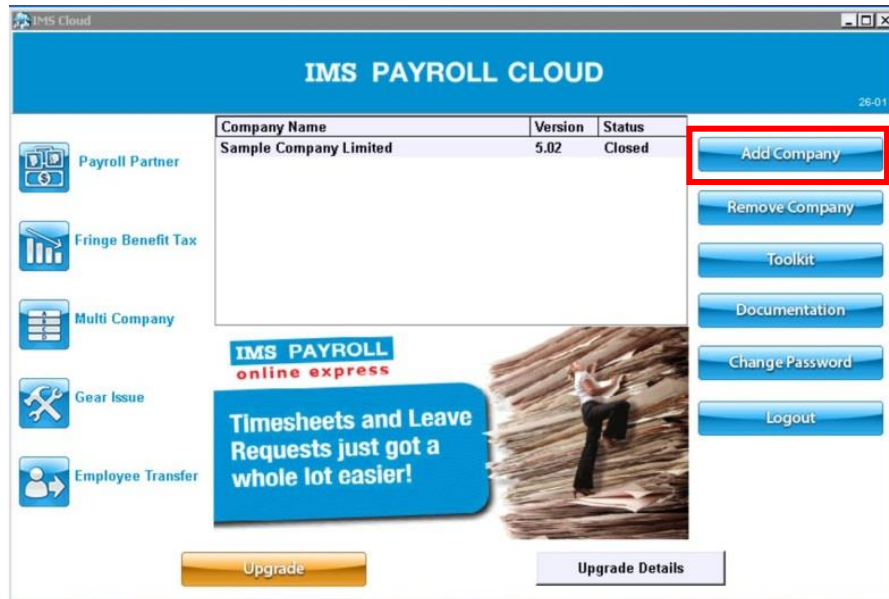 IMS Cloud
IMS PAYROLL CLOUD
26-01
Company Name Version Status
Sample Company Limited 5.02 Closed
Payroll Partner
Fringe Benefit Tax
Multi Company
Gear Issue
Employee Transfer
Add Company
Remove Company
Toolkit
Documentation
Change Password
Logout
IMS PAYROLL
online express
Timesheets and Leave
Requests just got a
whole lot easier!
Upgrade
Upgrade Details